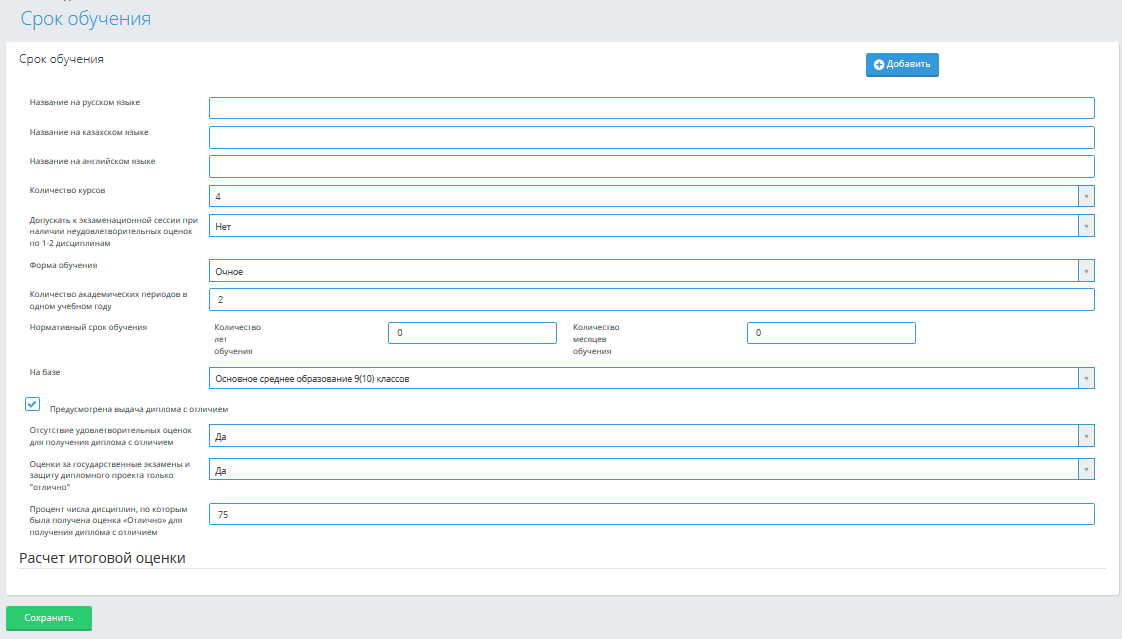 Срок обучения
Срок обучения
Добавить
Название на русском языке
Название на казахском языке
Название на английском языке
Количество курсов
4
Допускать к экзаменационной сессии при
наличии неудовлетворительных оценок
по 1-2 дисциплинам
Нет
Форма обучения
Очное
Количество академических периодов в
одном учебном году
2
Нормативный срок обучения
Количество
лет
обучения
0
Количество
месяцев
обучения
0
На базе
Основное среднее образование 9(10) классов
Предусмотрена выдача диплома с отличием
Отсутствие удовлетворительных оценок
для получения диплома с отличием
Да
Оценки за государственные экзамены и
защиту дипломного проекта только
"отлично"
Да
Процент числа дисциплин, по которым
была получена оценка «Отлично» для
получения диплома с отличием
75
Расчет итоговой оценки
Сохранить